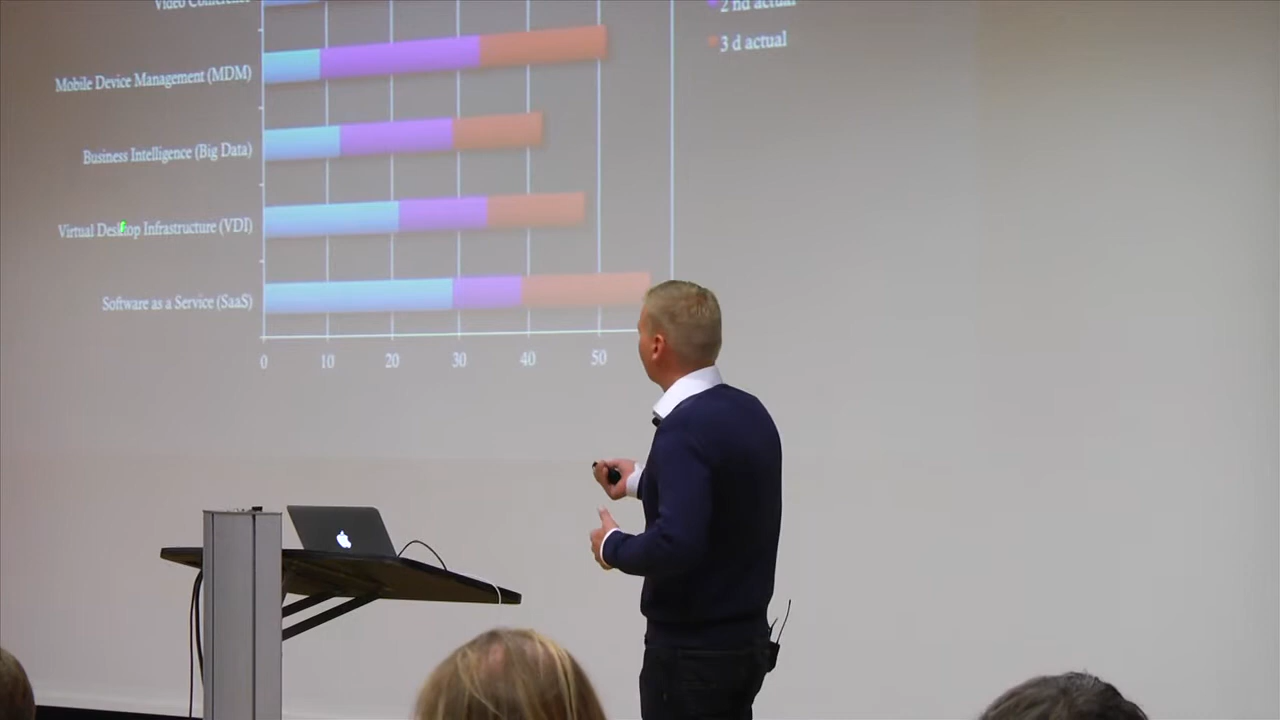 Video Conference
2 nd actual
3 d actual
Mobile Device Management (MDM)
Business Intelligence (Big Data)
Virtual Desktop Infrastructure (VDI)
Software as a Service (SaaS)
0 10 20 30 40 50